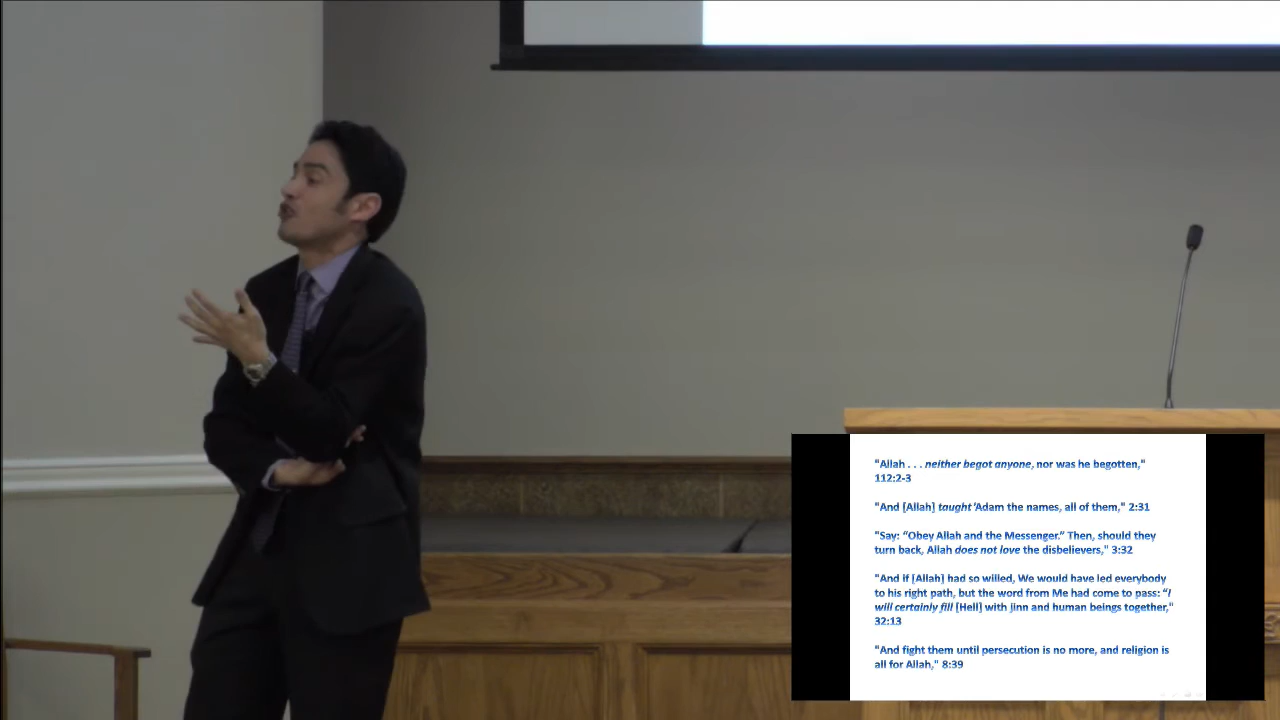 "Allah . . . neither begot anyone, nor was he begotten,"
112:2-3
"And [Allah] taught 'Adam the names, all of them," 2:31
"Say: “Obey Allah and the Messenger.” Then, should they
turn back, Allah does not love the disbelievers," 3:32
"And if [Allah] had so willed, We would have led everybody
to his right path, but the word from Me had come to pass: “I
will certainly fill [Hell] with jinn and human beings together,"
32:13
"And fight them until persecution is no more, and religion is
all for Allah," 8:39